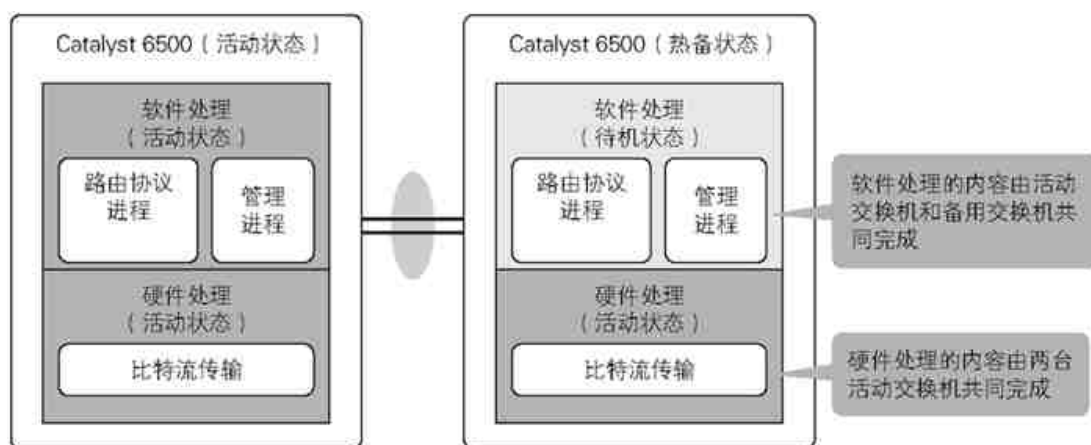 Catalyst 6500（活动状态）
软件处理
（活动状态）
路由协议
进程
管理
进程
硬件处理
（活动状态）
比特流传输
Catalyst 6500（热备状态）
软件处理
（待机状态）
路由协议
进程
管理
进程
硬件处理
（活动状态）
比特流传输
软件处理的内容由活动
交换机和备用交换机共
同完成
硬件处理的内容由两台
活动交换机共同完成